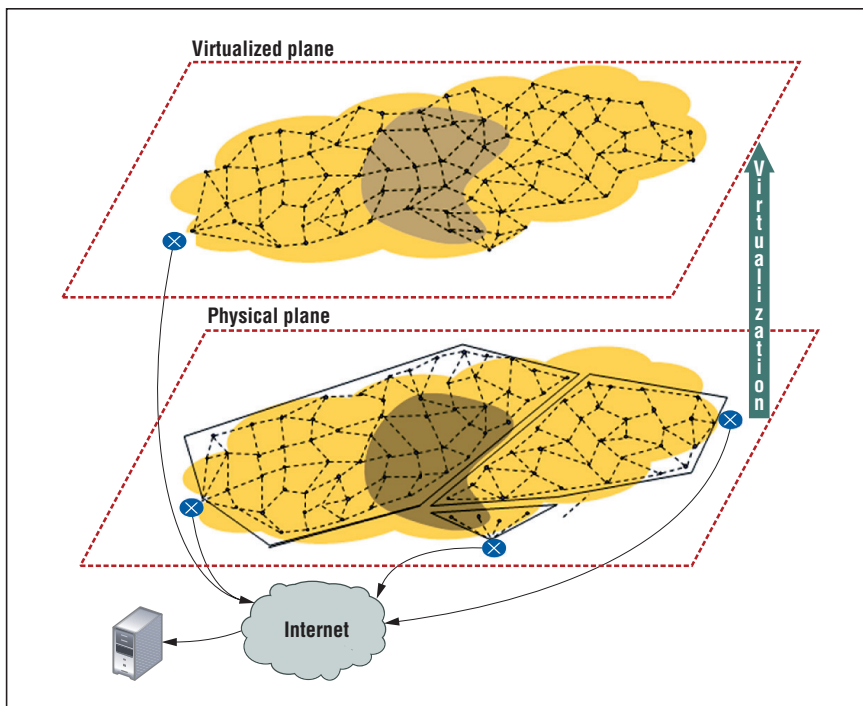 Virtualized plane
Virtualization
Physical plane
Internet